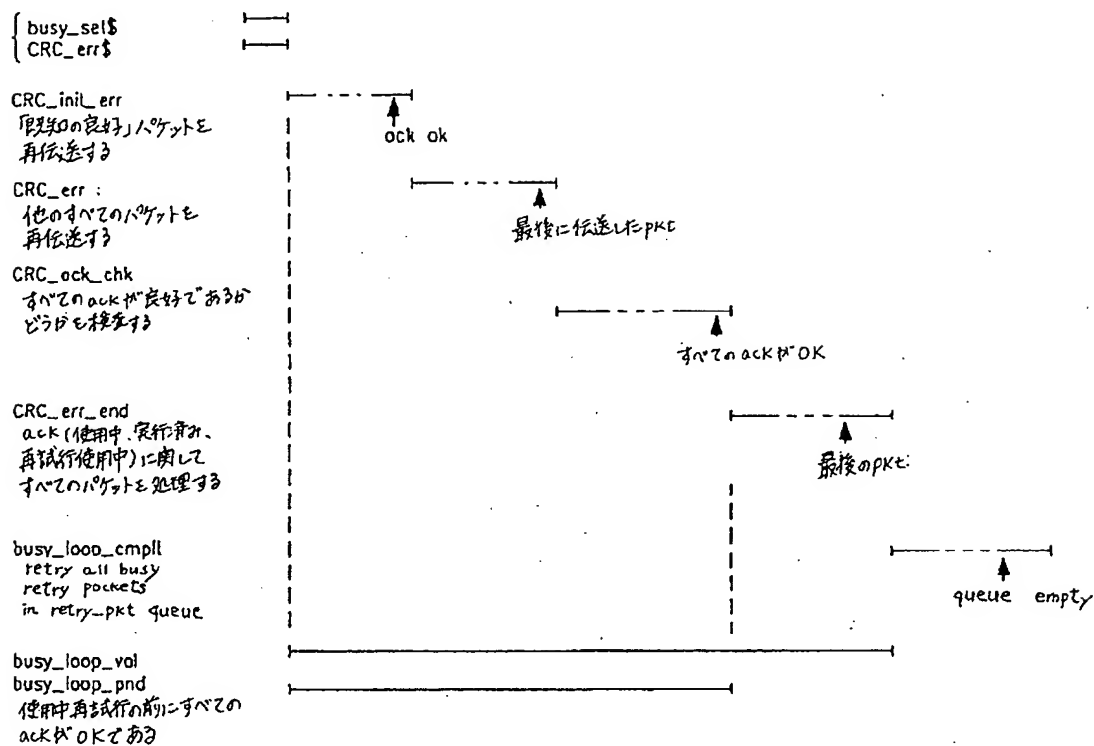 busy_sel$
CRC_err$
CRC_init_err
「既知の良好」パケットを
再伝送する
ack ok
CRC_err :
他のすべてのパケットを
再伝送する
最後に伝送したpkt
CRC_ack_chk
すべてのackが良好であるか
どうかを検査する
すべてのackがOK
CRC_err_end
ack(使用中、実行済み、
再試行使用中)に関して
すべてのパケットを処理する
最後のpkt
busy_loop_cmpll
retry all busy
retry pockets
in retry_pkt queue
queue empty
busy_loop_val
busy_loop_pnd
使用中再試行の前にすべての
ackがOKである